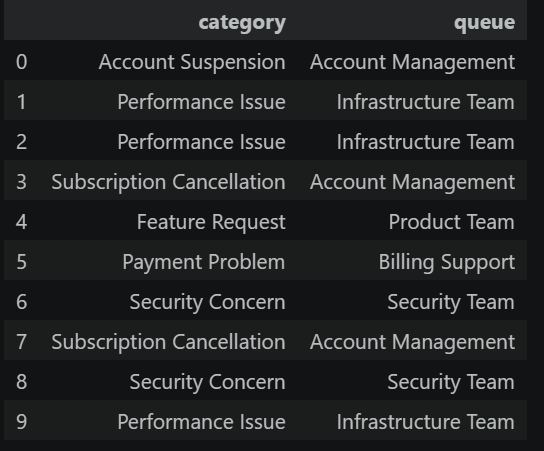 category queue
0 Account Suspension Account Management
1 Performance Issue Infrastructure Team
2 Performance Issue Infrastructure Team
3 Subscription Cancellation Account Management
4 Feature Request Product Team
5 Payment Problem Billing Support
6 Security Concern Security Team
7 Subscription Cancellation Account Management
8 Security Concern Security Team
9 Performance Issue Infrastructure Team